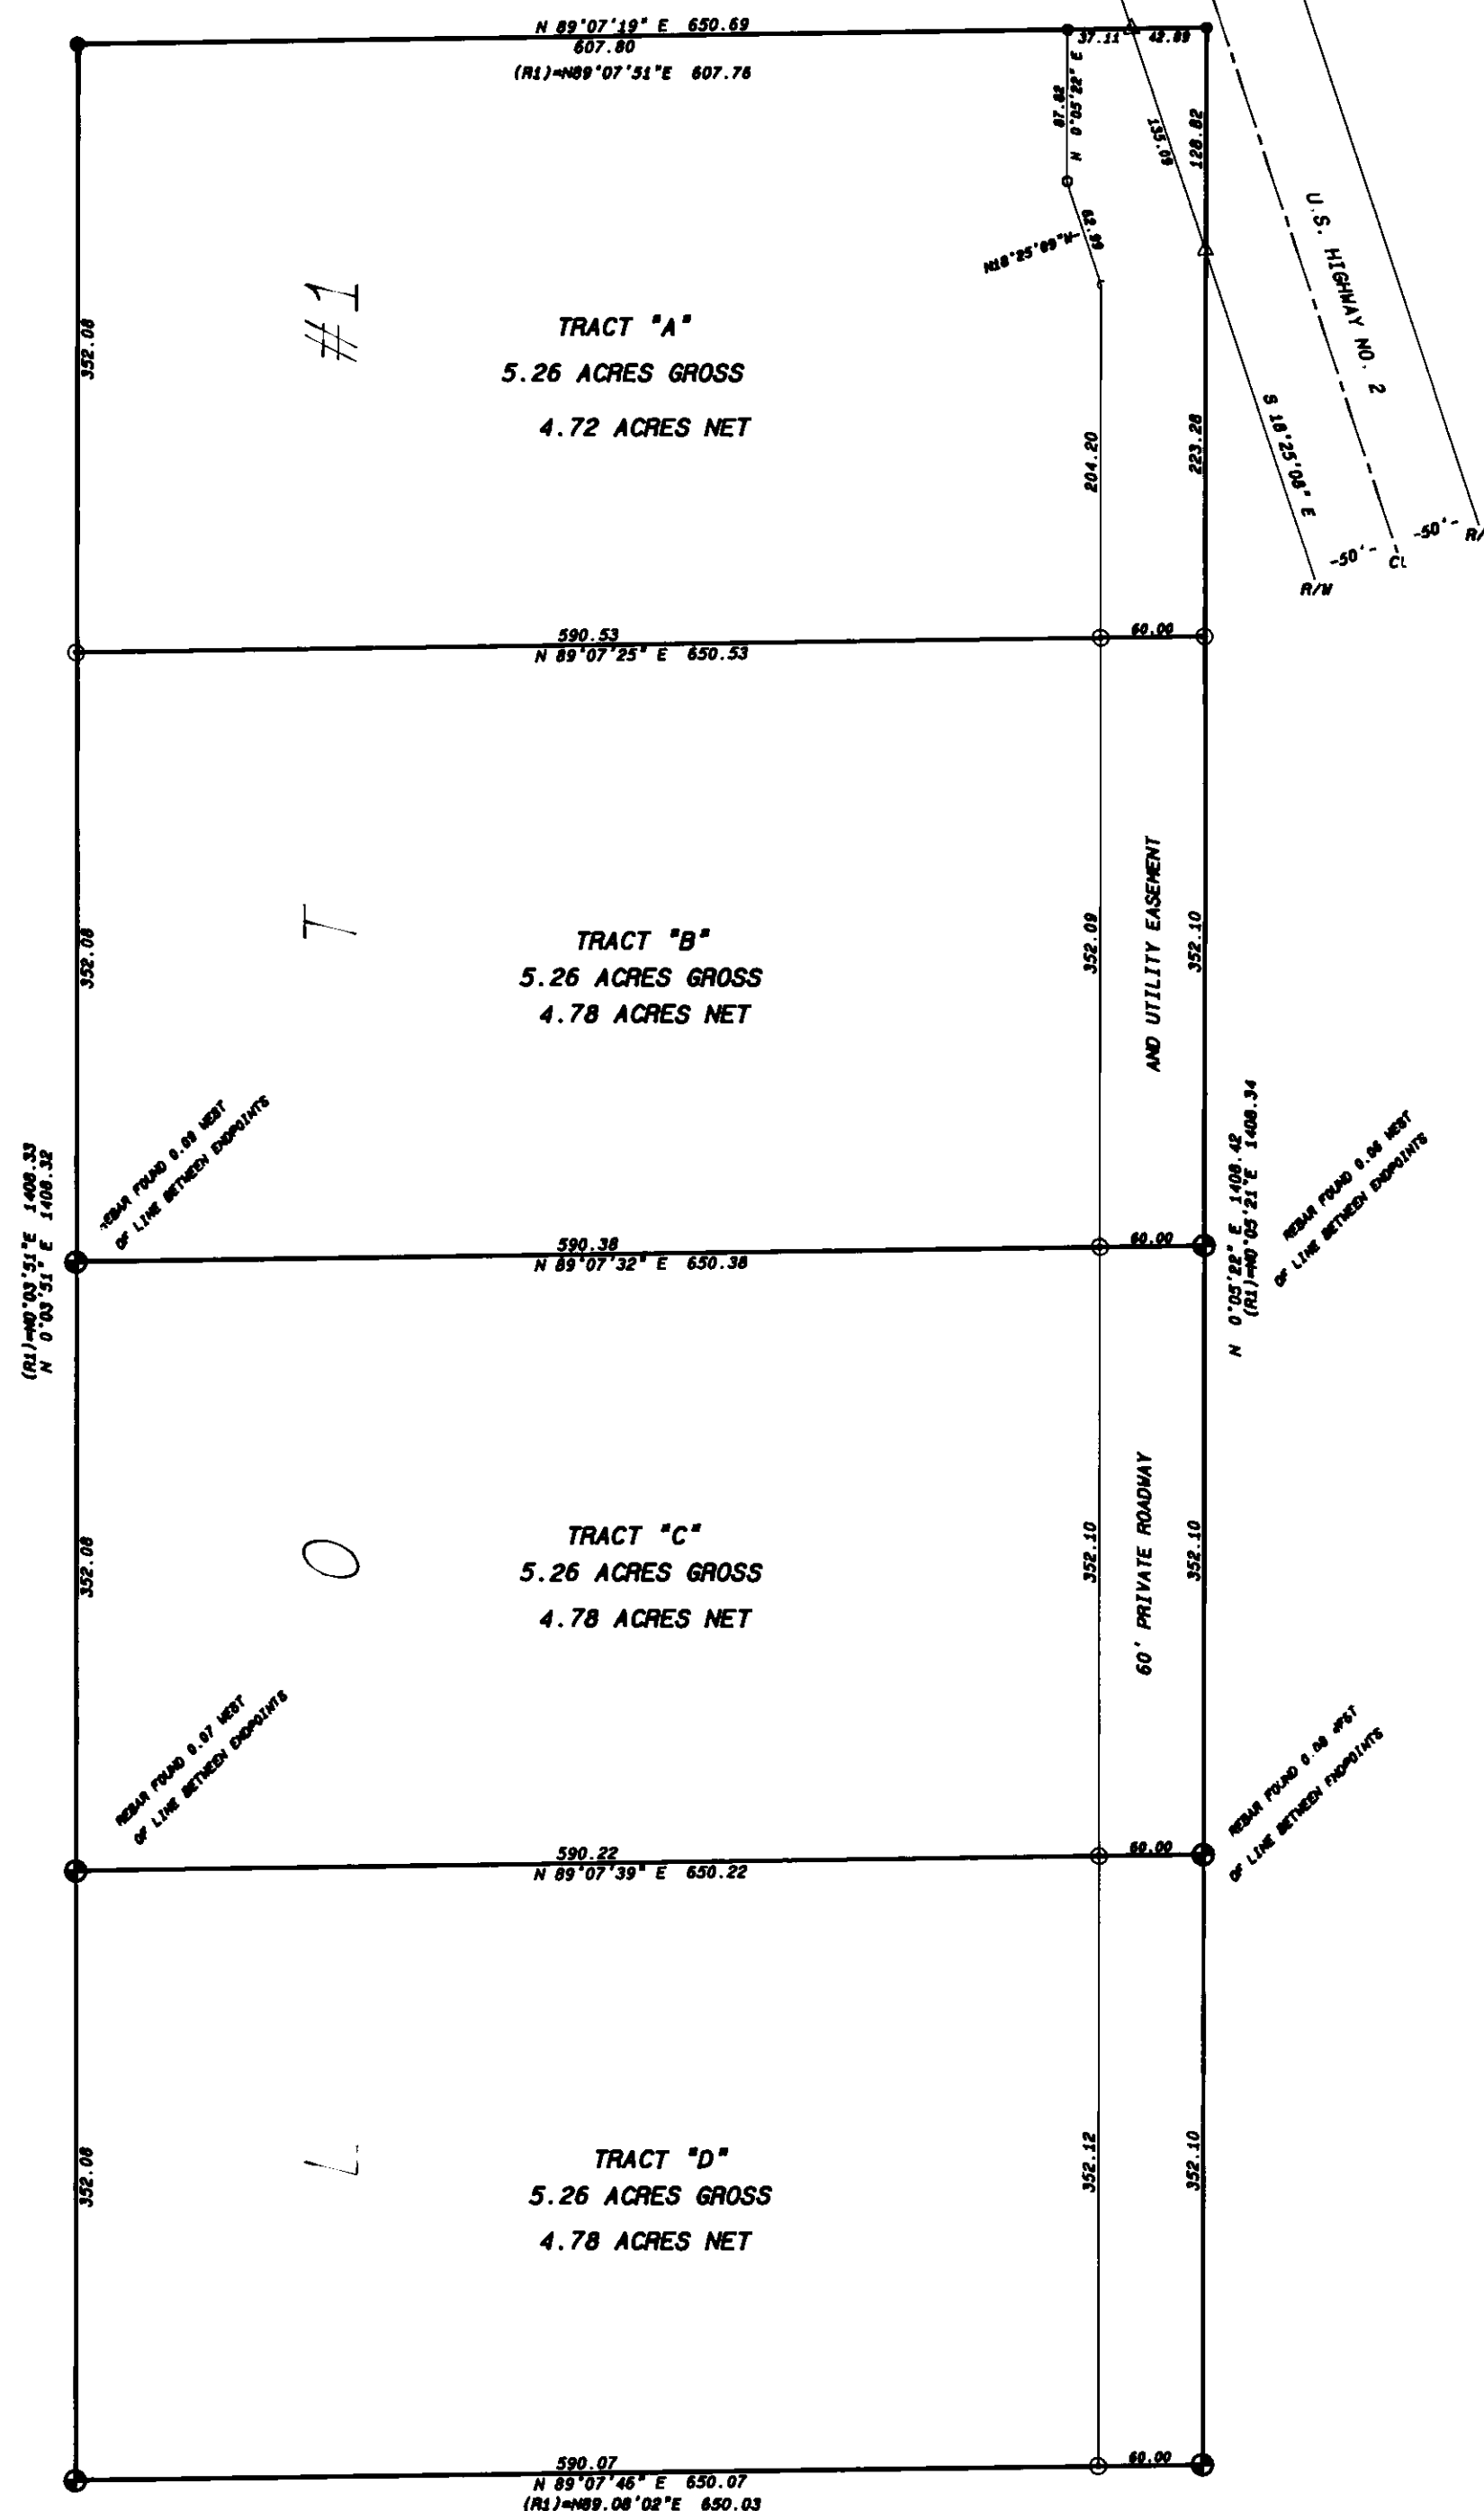 N 89°07'19" E 650.69
607.80
(R1)=N89°07'51"E 607.76
37.11
42.89
87.82
N 0°05'22" E
135.09
128.82
62.99
U.S. HIGHWAY NO. 2
#1
352.08
TRACT "A"
5.26 ACRES GROSS
4.72 ACRES NET
204.20
223.28
S 18°25'08" E
-50'-
-50'-
R/W
CL
R/
590.53
60.00
N 89°07'25" E 650.53
T
352.08
TRACT "B"
5.26 ACRES GROSS
4.78 ACRES NET
352.09
AND UTILITY EASEMENT
352.10
REBAR FOUND 0.09 WEST
OF LINE BETWEEN ENDPOINTS
REBAR FOUND 0.06 WEST
OF LINE BETWEEN ENDPOINTS
(R1)=N0°03'51"E 1408.33
N 0°03'51" E 1408.32
N 0°05'22" E 1408.42
(R1)=N0°05'21"E 1408.34
590.38
60.00
N 89°07'32" E 650.38
O
352.08
TRACT "C"
5.26 ACRES GROSS
4.78 ACRES NET
352.10
60' PRIVATE ROADWAY
352.10
REBAR FOUND 0.07 WEST
OF LINE BETWEEN ENDPOINTS
REBAR FOUND 0.08 WEST
OF LINE BETWEEN ENDPOINTS
590.22
60.00
N 89°07'39" E 650.22
L
352.08
TRACT "D"
5.26 ACRES GROSS
4.78 ACRES NET
352.12
352.10
590.07
60.00
N 89°07'46" E 650.07
(R1)=N89.08'02"E 650.03